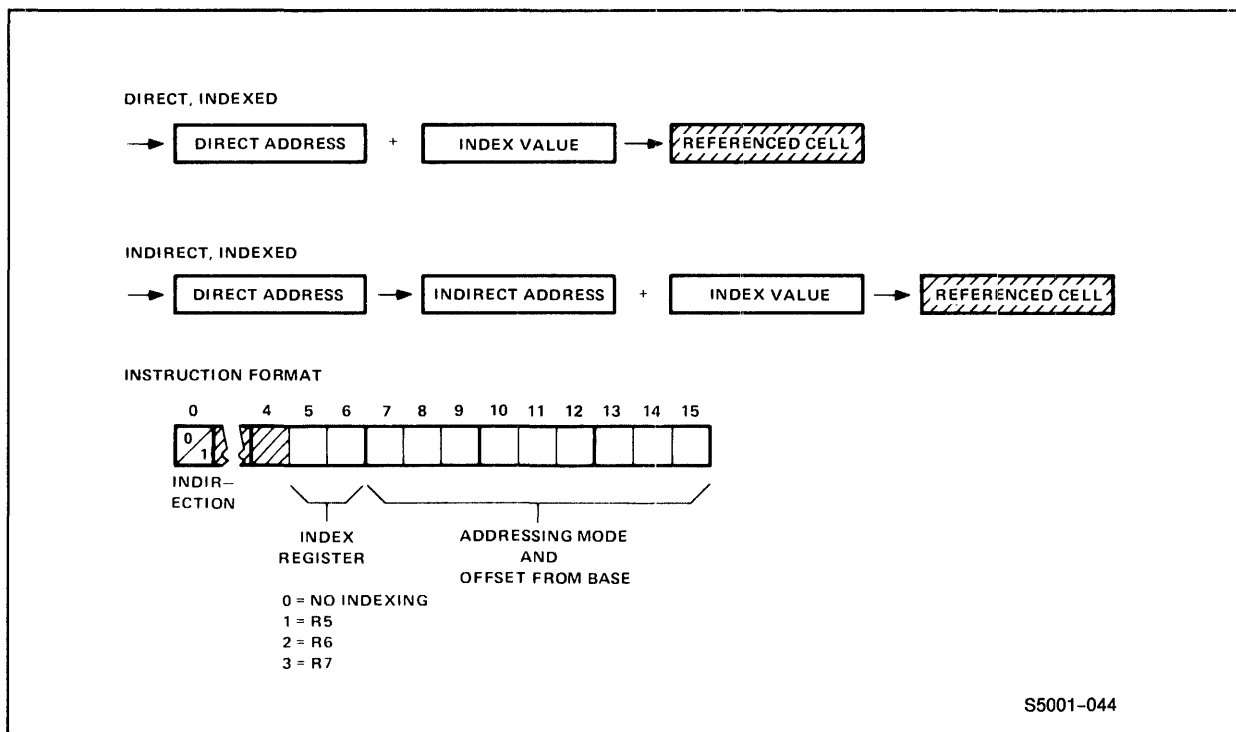 DIRECT, INDEXED
DIRECT ADDRESS + INDEX VALUE REFERENCED CELL
INDIRECT, INDEXED
DIRECT ADDRESS INDIRECT ADDRESS + INDEX VALUE REFERENCED CELL
INSTRUCTION FORMAT
0 4 5 6 7 8 9 10 11 12 13 14 15
0
1
INDIR–
ECTION
INDEX
REGISTER
ADDRESSING MODE
AND
OFFSET FROM BASE
0 = NO INDEXING
1 = R5
2 = R6
3 = R7
S5001-044